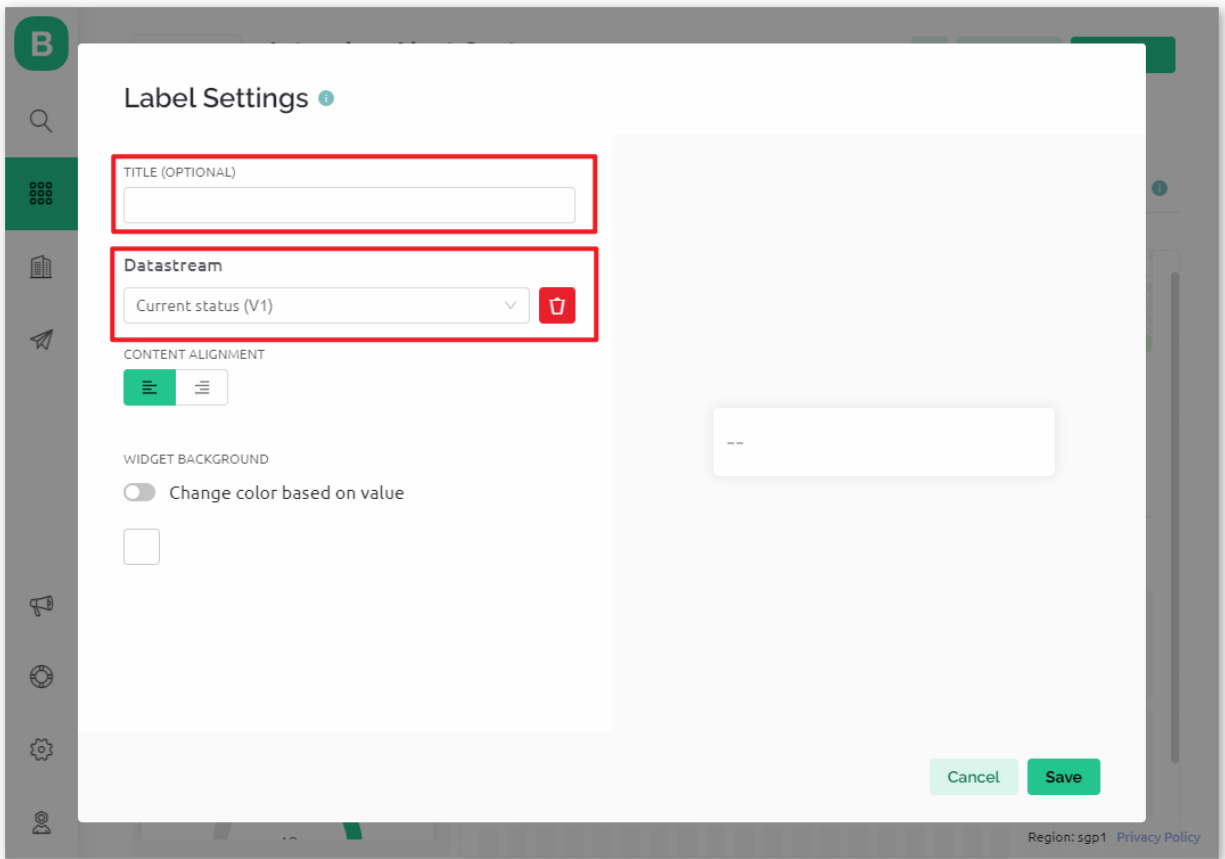 B
Label Settings
TITLE (OPTIONAL)
Datastream
Current status (V1)
CONTENT ALIGNMENT
--
WIDGET BACKGROUND
Change color based on value
Cancel
Save
Region: sgp1 Privacy Policy